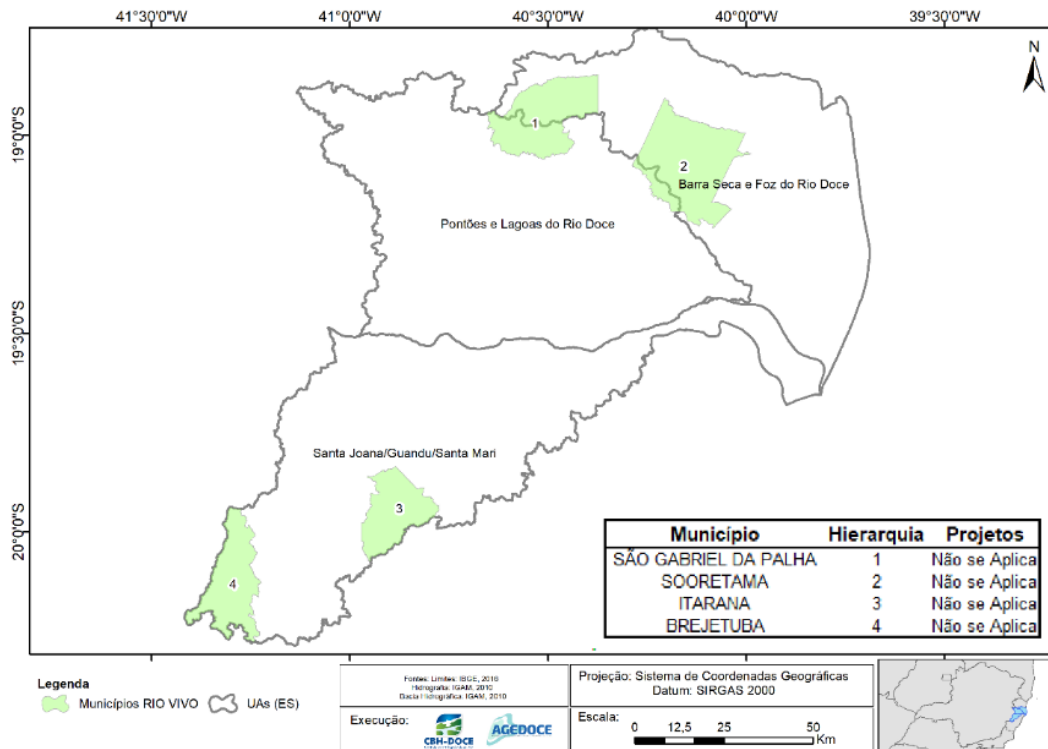 41°30'0"W 41°0'0"W 40°30'0"W 40°0'0"W 39°30'0"W
N
19°0'0"S
1
2
Barra Seca e Foz do Rio Doce
Pontões e Lagoas do Rio Doce
19°30'0"S
Santa Joana/Guandu/Santa Mari
3
20°0'0"S
4
Município Hierarquia Projetos
SÃO GABRIEL DA PALHA 1 Não se Aplica
SOORETAMA 2 Não se Aplica
ITARANA 3 Não se Aplica
BREJETUBA 4 Não se Aplica
Legenda
Municípios RIO VIVO UAs (ES)
Fontes: Limites: IBGE, 2010
Hidrografia: IGAM, 2010
Bacia Hidrográfica: IGAM, 2010
Execução:
CBH-DOCE
AGEDOCE
Projeção: Sistema de Coordenadas Geográficas
Datum: SIRGAS 2000
Escala:
0 12,5 25 50
Km